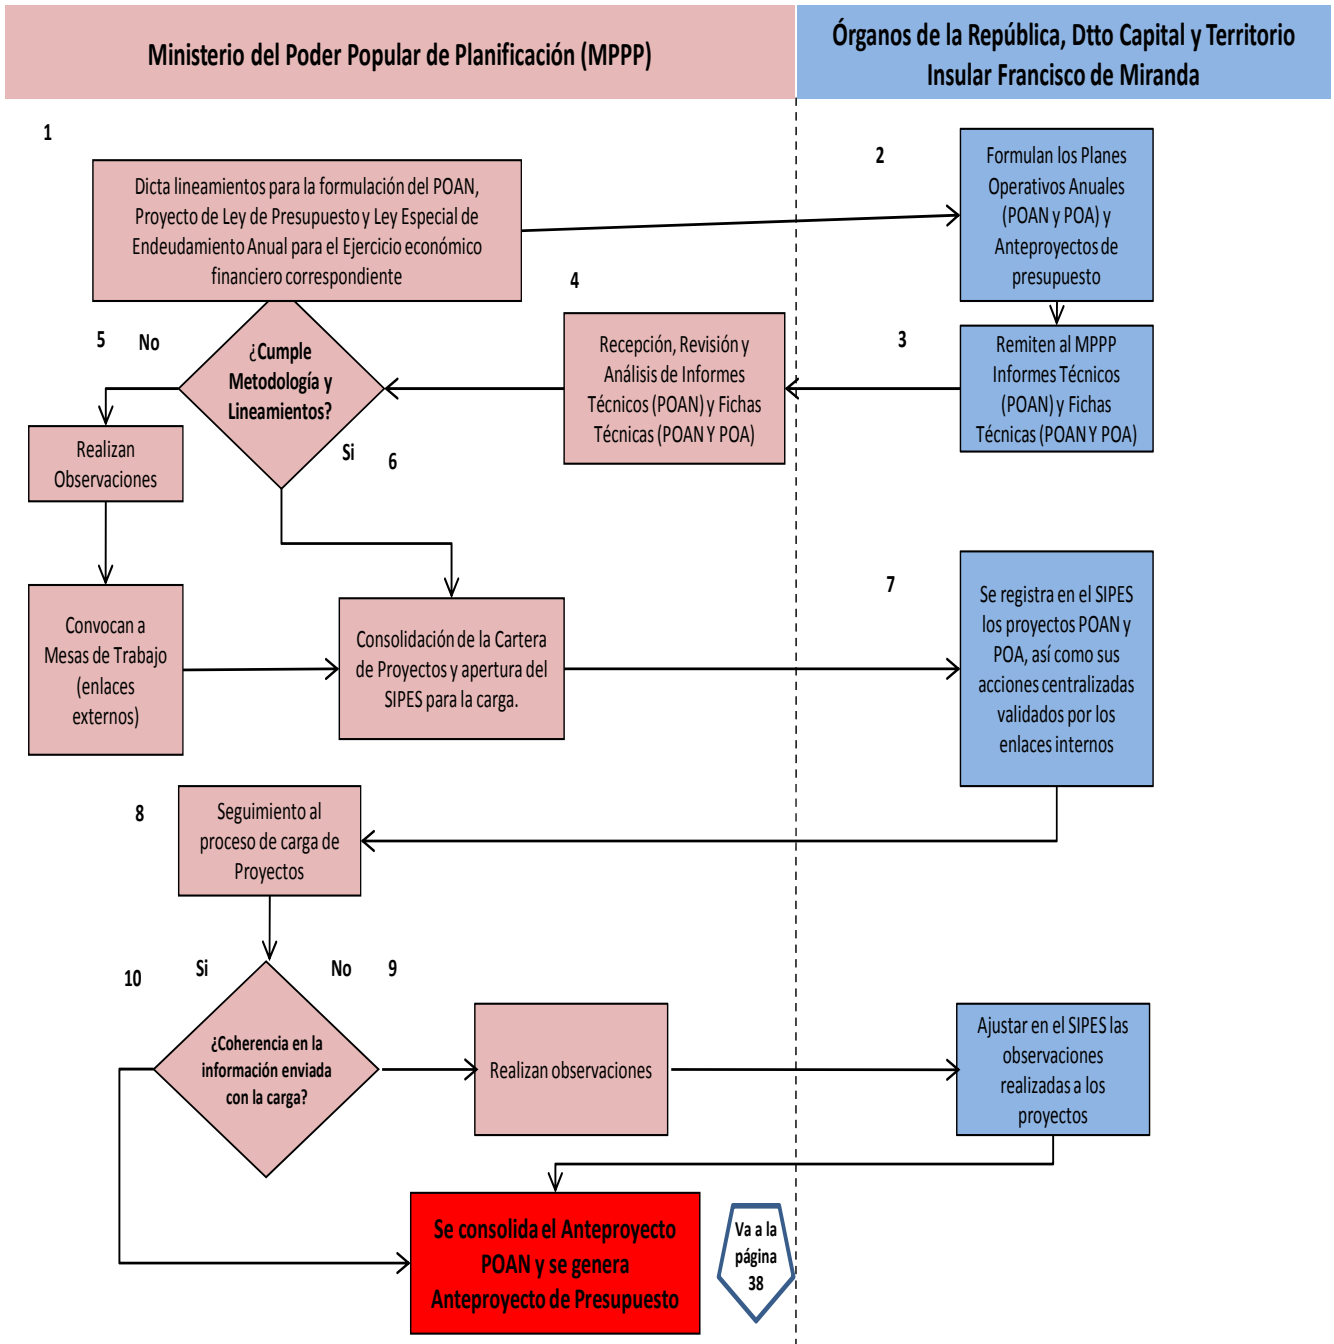 Ministerio del Poder Popular de Planificación (MPPP)
Órganos de la República, Dtto Capital y Territorio
Insular Francisco de Miranda
1
Dicta lineamientos para la formulación del POAN,
Proyecto de Ley de Presupuesto y Ley Especial de
Endeudamiento Anual para el Ejercicio económico
financiero correspondiente
2
Formulan los Planes
Operativos Anuales
(POAN y POA) y
Anteproyectos de
presupuesto
3
Remiten al MPPP
Informes Técnicos
(POAN) y Fichas
Técnicas (POAN Y POA)
4
Recepción, Revisión y
Análisis de Informes
Técnicos (POAN) y Fichas
Técnicas (POAN Y POA)
¿Cumple
Metodología y
Lineamientos?
5
No
Realizan
Observaciones
Si
6
Convocan a
Mesas de Trabajo
(enlaces
externos)
Consolidación de la Cartera
de Proyectos y apertura del
SIPES para la carga.
7
Se registra en el SIPES
los proyectos POAN y
POA, así como sus
acciones centralizadas
validados por los
enlaces internos
8
Seguimiento al
proceso de carga de
Proyectos
10
Si
No
9
¿Coherencia en la
información enviada
con la carga?
Realizan observaciones
Ajustar en el SIPES las
observaciones
realizadas a los
proyectos
Se consolida el Anteproyecto
POAN y se genera
Anteproyecto de Presupuesto
Va a la
página
38